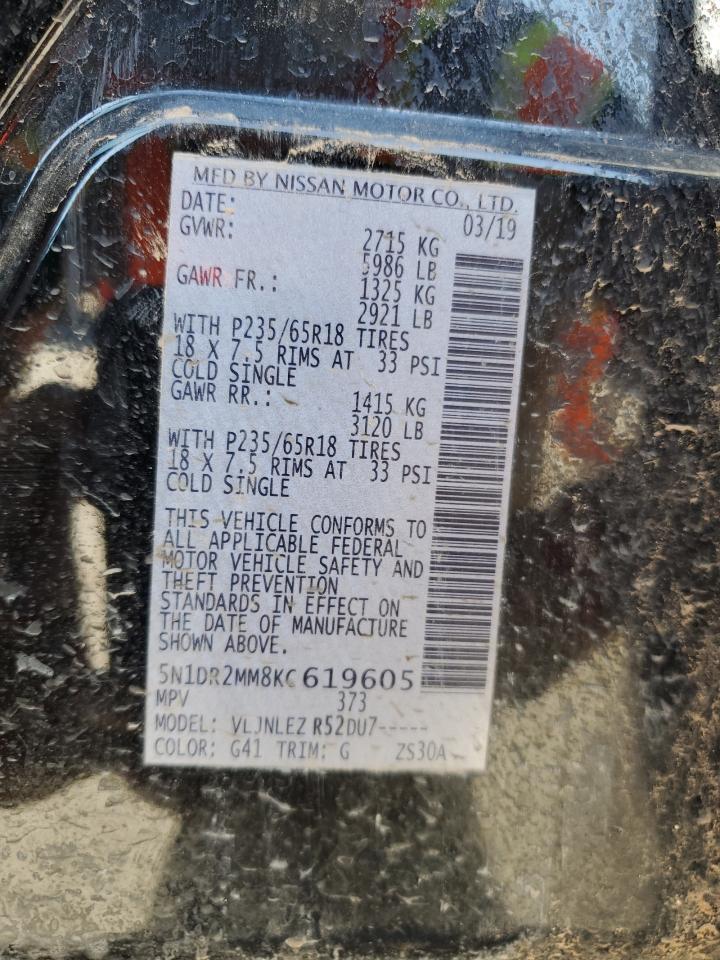 MFD BY NISSAN MOTOR CO., LTD.
DATE: 03/19
GVWR: 2715 KG
5986 LB
GAWR FR.: 1325 KG
2921 LB
WITH P235/65R18 TIRES
18 X 7.5 RIMS AT 33 PSI
COLD SINGLE
GAWR RR.: 1415 KG
3120 LB
WITH P235/65R18 TIRES
18 X 7.5 RIMS AT 33 PSI
COLD SINGLE
THIS VEHICLE CONFORMS TO
ALL APPLICABLE FEDERAL
MOTOR VEHICLE SAFETY AND
THEFT PREVENTION
STANDARDS IN EFFECT ON
THE DATE OF MANUFACTURE
SHOWN ABOVE.
5N1DR2MM8KC619605
MPV 373
MODEL: VLJNLEZ R52DU7-----
COLOR: G41 TRIM: G ZS30A